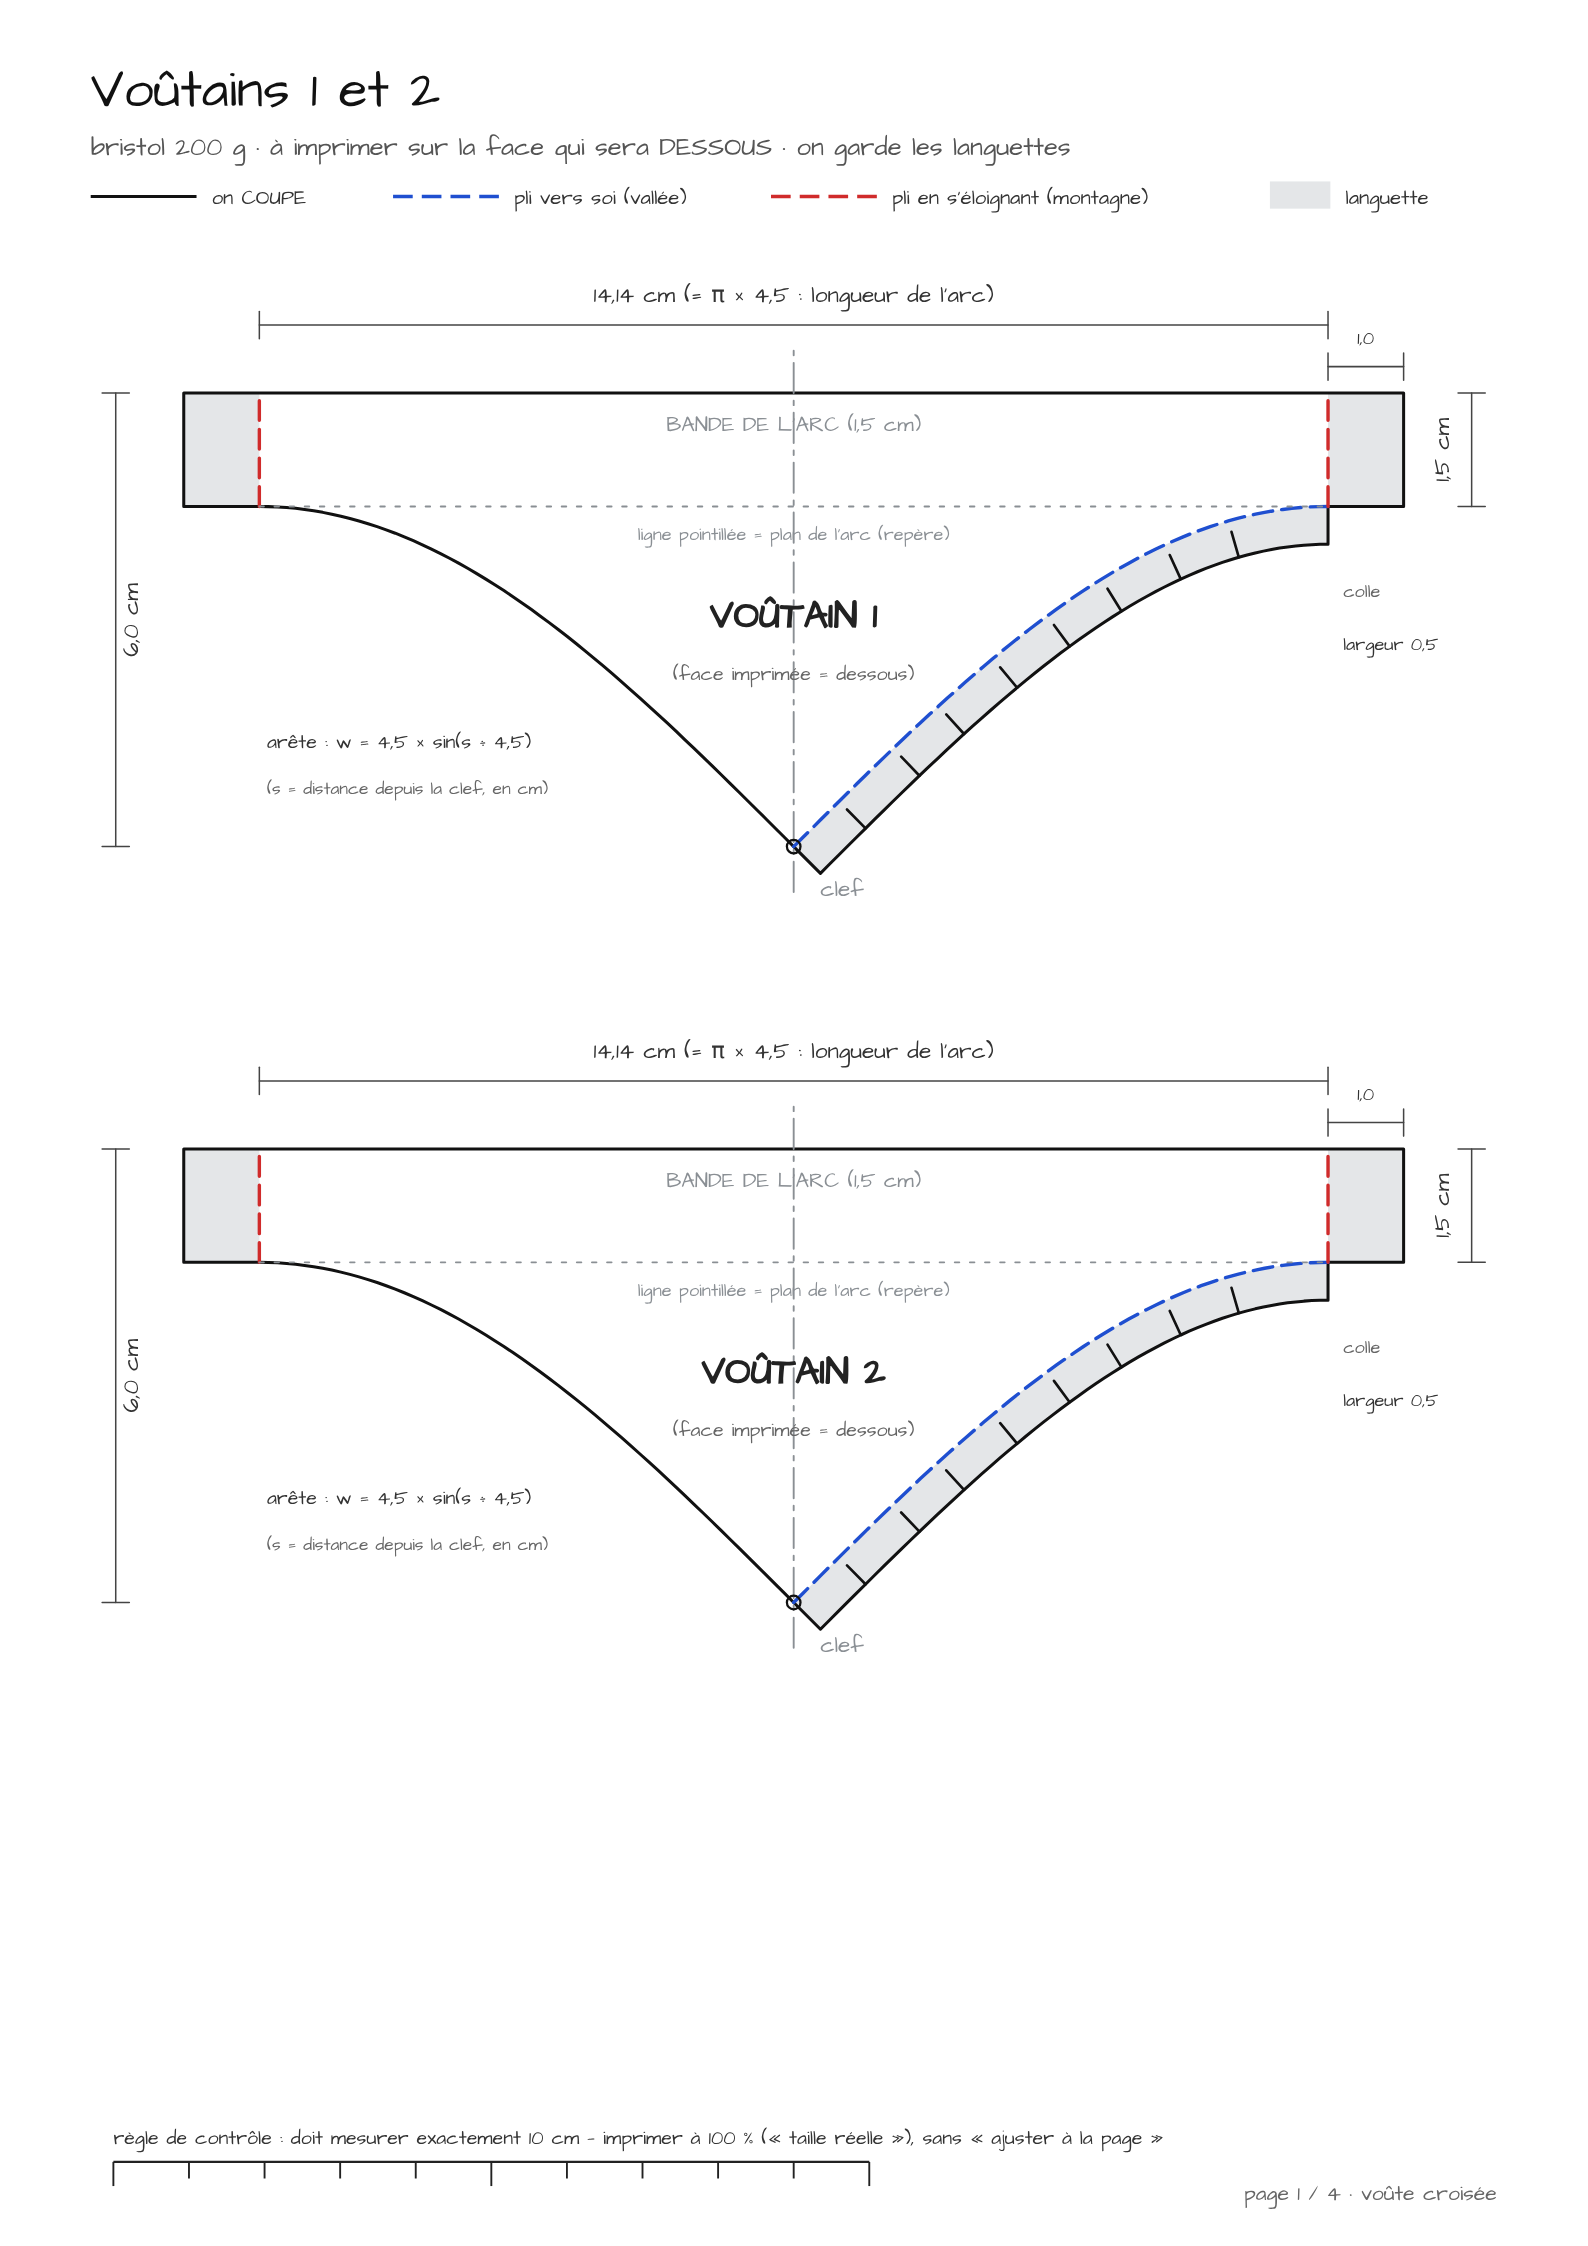 Voûtains 1 et 2
bristol 200 g · à imprimer sur la face qui sera DESSOUS · on garde les languettes
on COUPE
pli vers soi (vallée)
pli en s'éloignant (montagne)
languette
14,14 cm (= π × 4,5 : longueur de l'arc)
1,0
BANDE DE L'ARC (1,5 cm)
1,5 cm
ligne pointillée = plan de l'arc (repère)
6,0 cm
VOÛTAIN 1
colle
largeur 0,5
(face imprimée = dessous)
arête : w = 4,5 × sin(s ÷ 4,5)
(s = distance depuis la clef, en cm)
clef
14,14 cm (= π × 4,5 : longueur de l'arc)
1,0
BANDE DE L'ARC (1,5 cm)
1,5 cm
ligne pointillée = plan de l'arc (repère)
6,0 cm
VOÛTAIN 2
colle
largeur 0,5
(face imprimée = dessous)
arête : w = 4,5 × sin(s ÷ 4,5)
(s = distance depuis la clef, en cm)
clef
règle de contrôle : doit mesurer exactement 10 cm - imprimer à 100 % (« taille réelle »), sans « ajuster à la page »
page 1 / 4 · voûte croisée